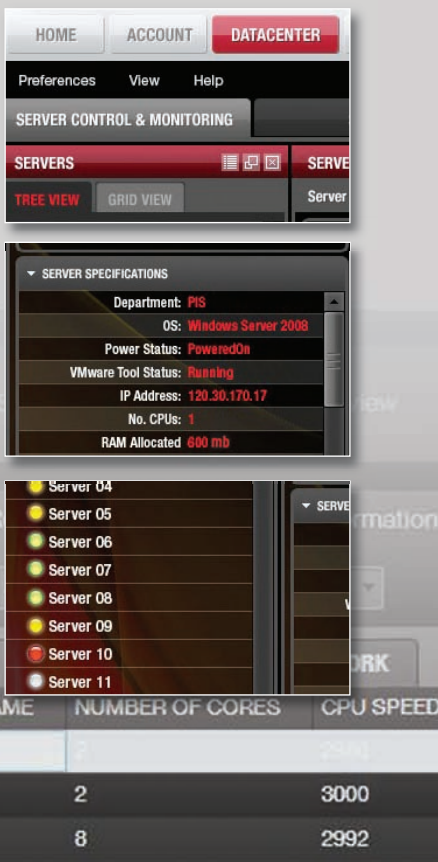 HOME ACCOUNT DATACENTER
Preferences View Help
SERVER CONTROL & MONITORING
SERVERS SERVE
TREE VIEW GRID VIEW Server
SERVER SPECIFICATIONS
Department: PIS
OS: Windows Server 2008
Power Status: PoweredOn
VMware Tool Status: Running
IP Address: 120.30.170.17
No. CPUs: 1
RAM Allocated 600 mb
Server 04
Server 05
SERVE
rmation
Server 06
Server 07
Server 08
Server 09
Server 10
ORK
Server 11
AME NUMBER OF CORES CPU SPEED
2
2 3000
8 2992